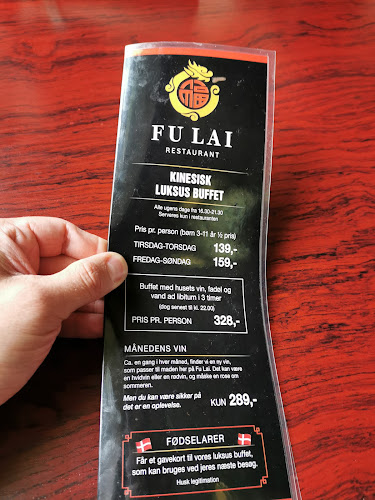 FU LAI
RESTAURANT
KINESISK
LUKSUS BUFFET
Alle ugens dage fra 16.30-21.30
Serveres kun i restauranten
Pris pr. person (børn 3-11 år ½ pris)
TIRSDAG-TORSDAG 139,-
FREDAG-SØNDAG 159,-
Buffet med husets vin, fadøl og
vand ad libitum i 3 timer
(dog senest til kl. 22.00)
PRIS PR. PERSON 328,-
MÅNEDENS VIN
Ca. en gang i hver måned, finder vi en ny vin,
som passer til maden her på Fu Lai. Det kan være
en hvidvin eller en rødvin, og måske en rose om
sommeren.
Men du kan være sikker på
det er en oplevelse.
KUN 289,-
FØDSELARER
Får et gavekort til vores luksus buffet,
som kan bruges ved jeres næste besøg.
Husk legitimation